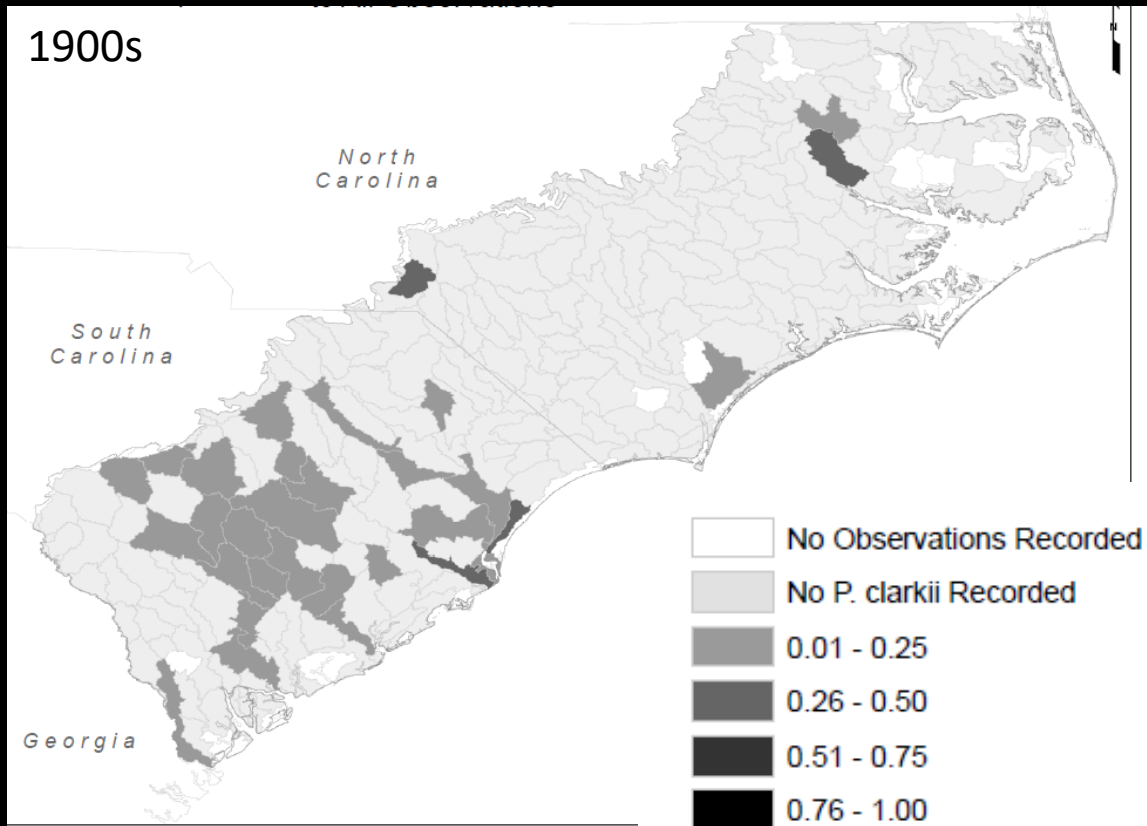 1900s
N
North
Carolina
South
Carolina
Georgia
No Observations Recorded
No P. clarkii Recorded
0.01 - 0.25
0.26 - 0.50
0.51 - 0.75
0.76 - 1.00